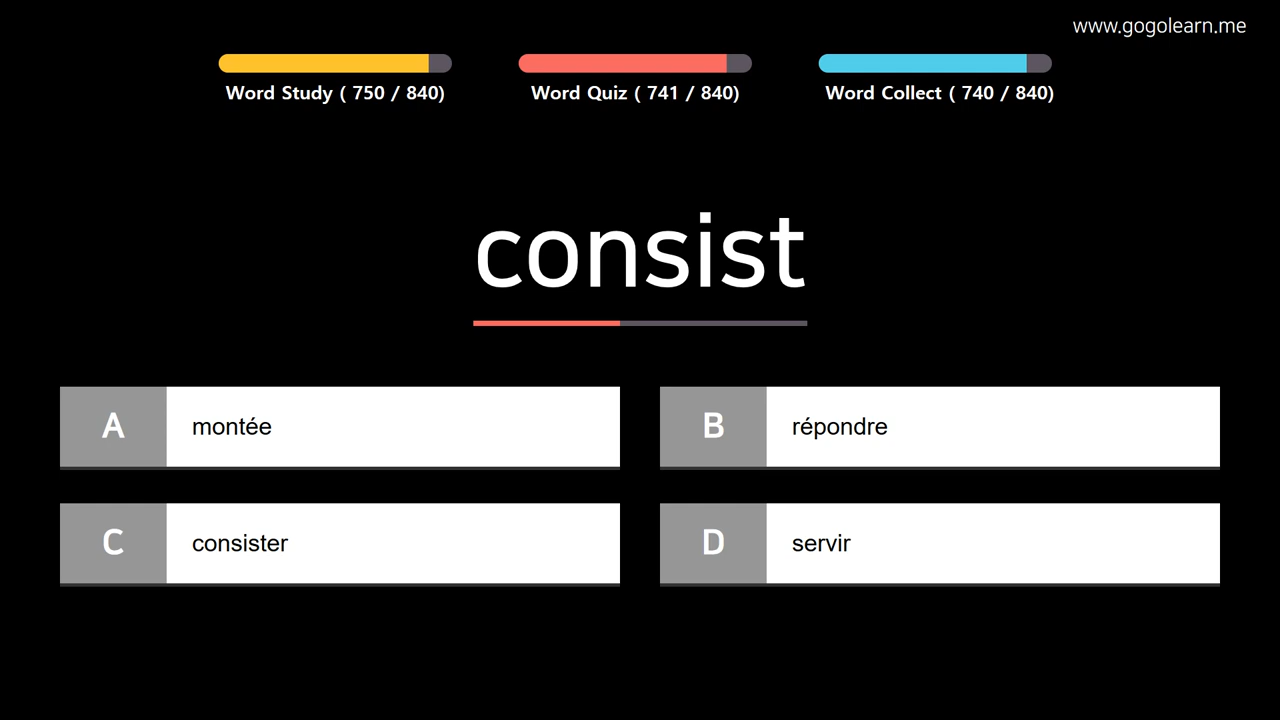 www.gogolearn.me
Word Study ( 750 / 840)
Word Quiz ( 741 / 840)
Word Collect ( 740 / 840)
consist
A montée
B répondre
C consister
D servir